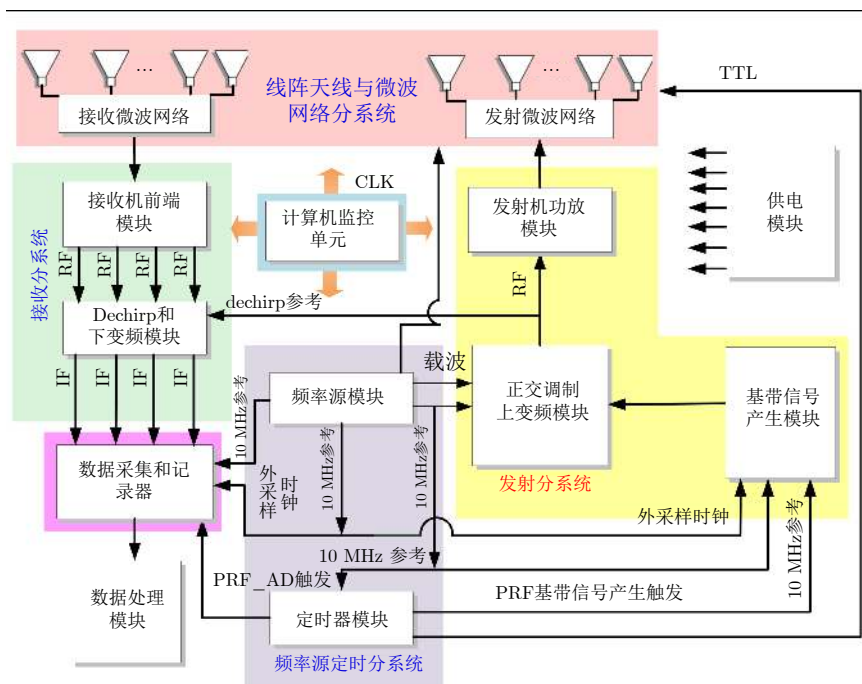 ...
...
线阵天线与微波
网络分系统
TTL
接收微波网络
发射微波网络
接收机前端
模块
CLK
计算机监控
单元
发射机功放
模块
供电
模块
接收分系统
RF
RF
RF
RF
RF
dechirp参考
Dechirp和
下变频模块
IF
IF
IF
IF
载波
频率源模块
正交调制
上变频模块
基带信号
产生模块
10 MHz参考
10 MHz参考
10 MHz参考
数据采集和记
录器
外采样
时钟
发射分系统
外采样时钟
10 MHz参考
10 MHz 参考
PRF_AD触发
PRF基带信号产生触发
数据处理
模块
定时器模块
频率源定时分系统